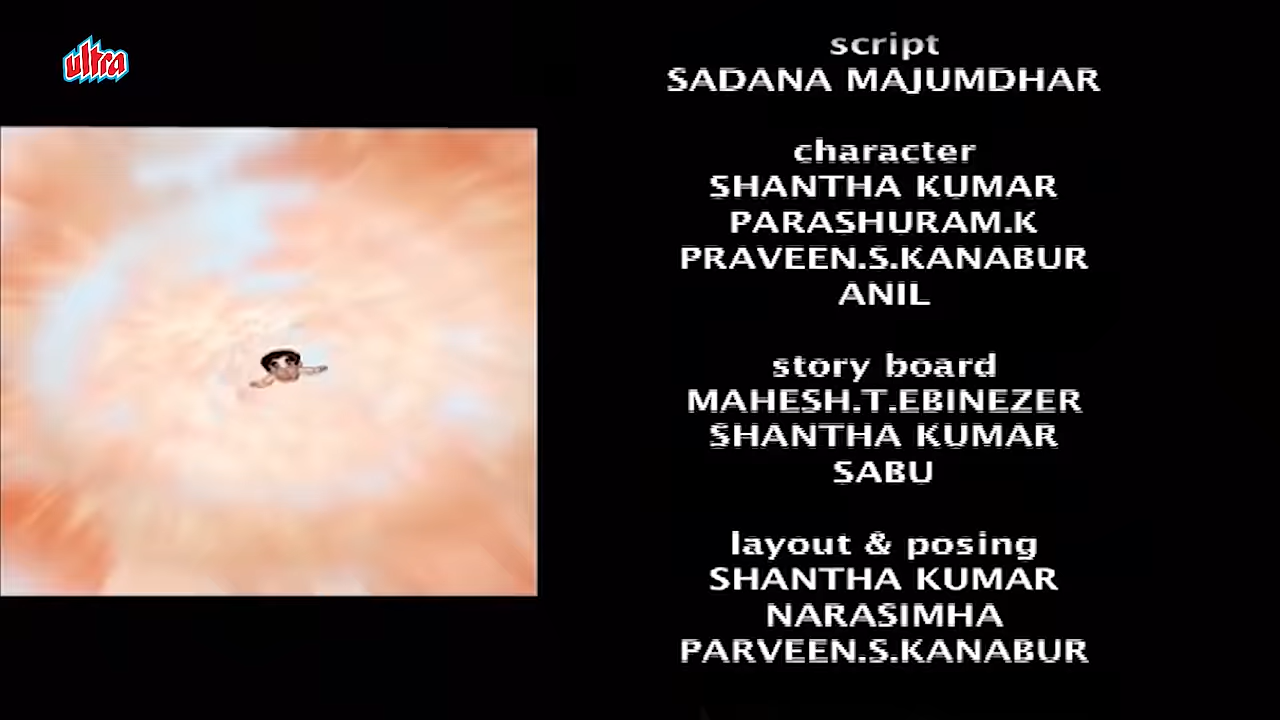 ultra
script
SADANA MAJUMDHAR
character
SHANTHA KUMAR
PARASHURAM.K
PRAVEEN.S.KANABUR
ANIL
story board
MAHESH.T.EBINEZER
SHANTHA KUMAR
SABU
layout & posing
SHANTHA KUMAR
NARASIMHA
PARVEEN.S.KANABUR